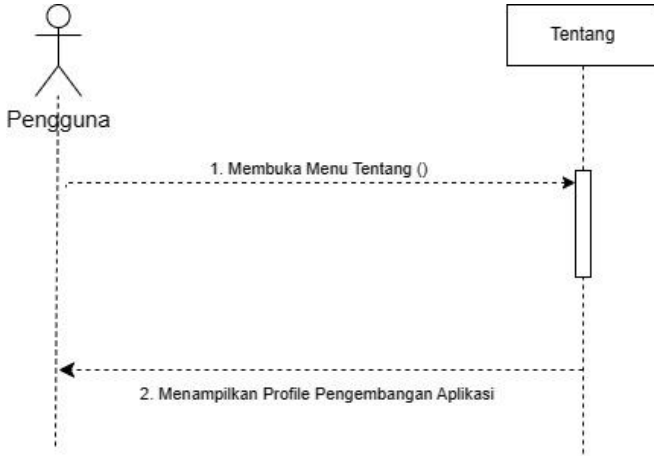 Tentang
Pengguna
1. Membuka Menu Tentang ()
2. Menampilkan Profile Pengembangan Aplikasi